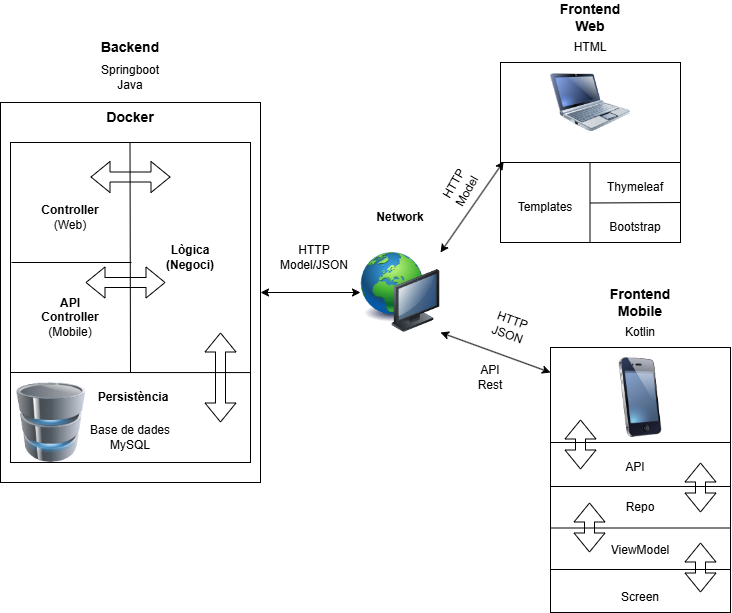 Backend
Springboot
Java
Docker
Controller
(Web)
Lògica
(Negoci)
API
Controller
(Mobile)
Persistència
Base de dades
MySQL
HTTP
Model/JSON
Network
HTTP
Model
HTTP
JSON
API
Rest
Frontend
Web
HTML
Templates
Thymeleaf
Bootstrap
Frontend
Mobile
Kotlin
API
Repo
ViewModel
Screen